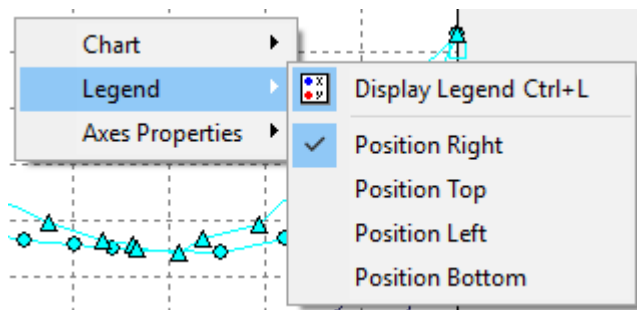 Chart
Legend
Axes Properties
x
y
Display Legend Ctrl+L
Position Right
Position Top
Position Left
Position Bottom